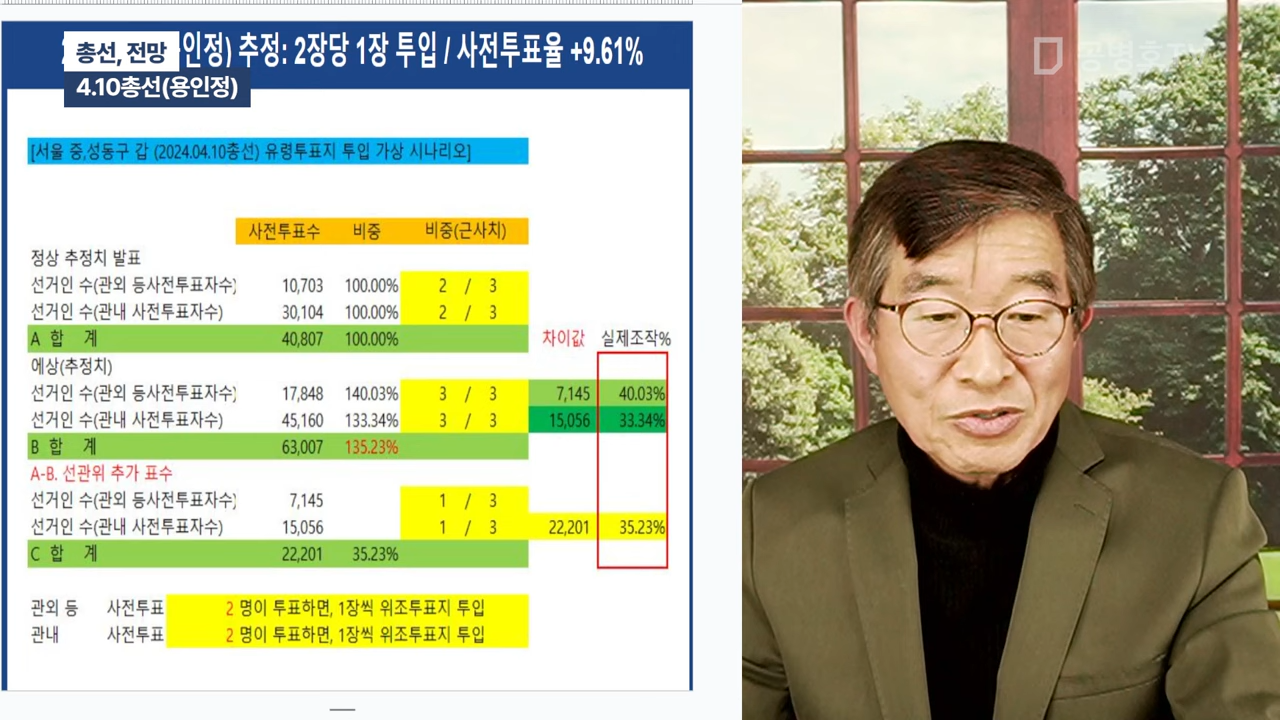 총선, 전망
인정) 추정: 2장당 1장 투입 / 사전투표율 +9.61%
4.10총선(용인정)
[서울 중,성동구 갑 (2024.04.10총선) 유령투표지 투입 가상 시나리오]
사전투표수 비중 비중(근사치)
정상 추정치 발표
선거인 수(관외 등사전투표자수) 10,703 100.00% 2 / 3
선거인 수(관내 사전투표자수) 30,104 100.00% 2 / 3
A 합 계 40,807 100.00% 차이값 실제조작%
에상(추정치)
선거인 수(관외 등사전투표자수) 17,848 140.03% 3 / 3 7,145 40.03%
선거인 수(관내 사전투표자수) 45,160 133.34% 3 / 3 15,056 33.34%
B 합 계 63,007 135.23%
A-B. 선관위 추가 표수
선거인 수(관외 등사전투표자수) 7,145 1 / 3
선거인 수(관내 사전투표자수) 15,056 1 / 3 22,201 35.23%
C 합 계 22,201 35.23%
관외 등 사전투표 2 명이 투표하면, 1장씩 위조투표지 투입
관내 사전투표 2 명이 투표하면, 1장씩 위조투표지 투입
공병호